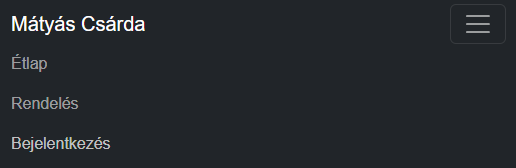 Mátyás Csárda
Étlap
Rendelés
Bejelentkezés